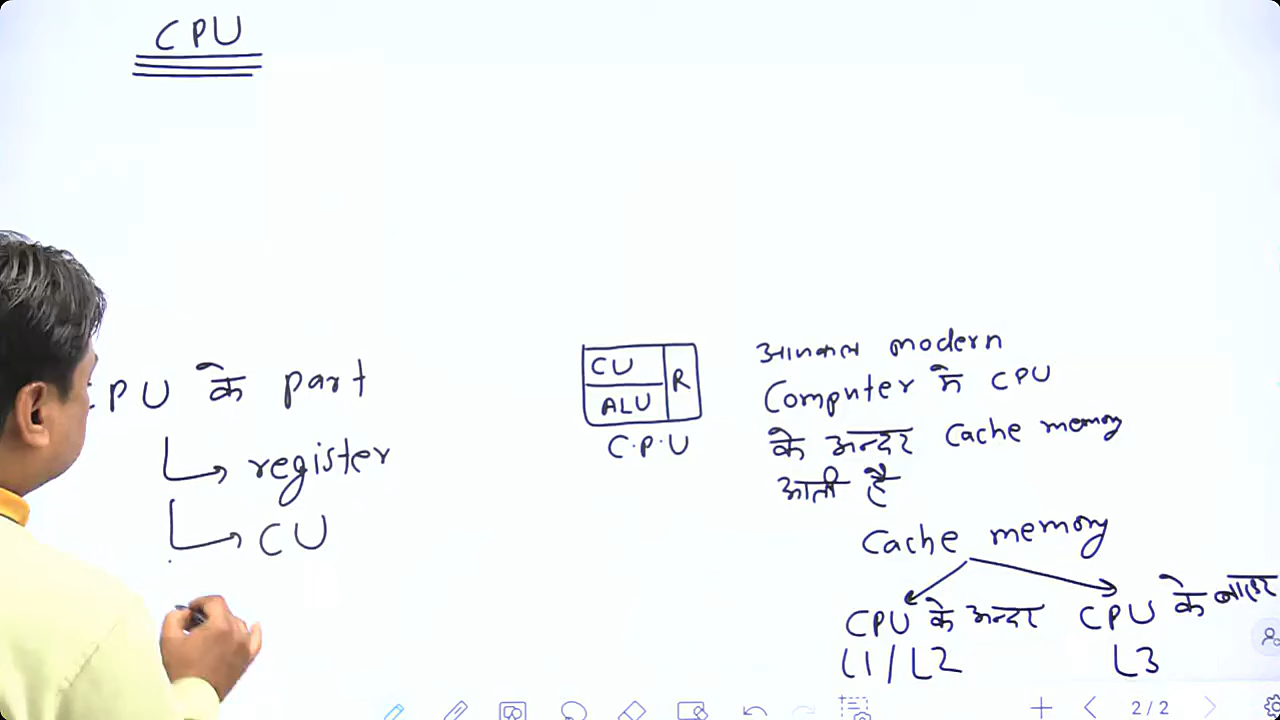 CPU
PU के part
register
CU
CU
ALU
R
C.P.U
आजकल modern
Computer मे CPU
के अन्दर Cache memory
आती है
Cache memory
CPU के अन्दर
L1/L2
CPU के बाहर
L3
2/2